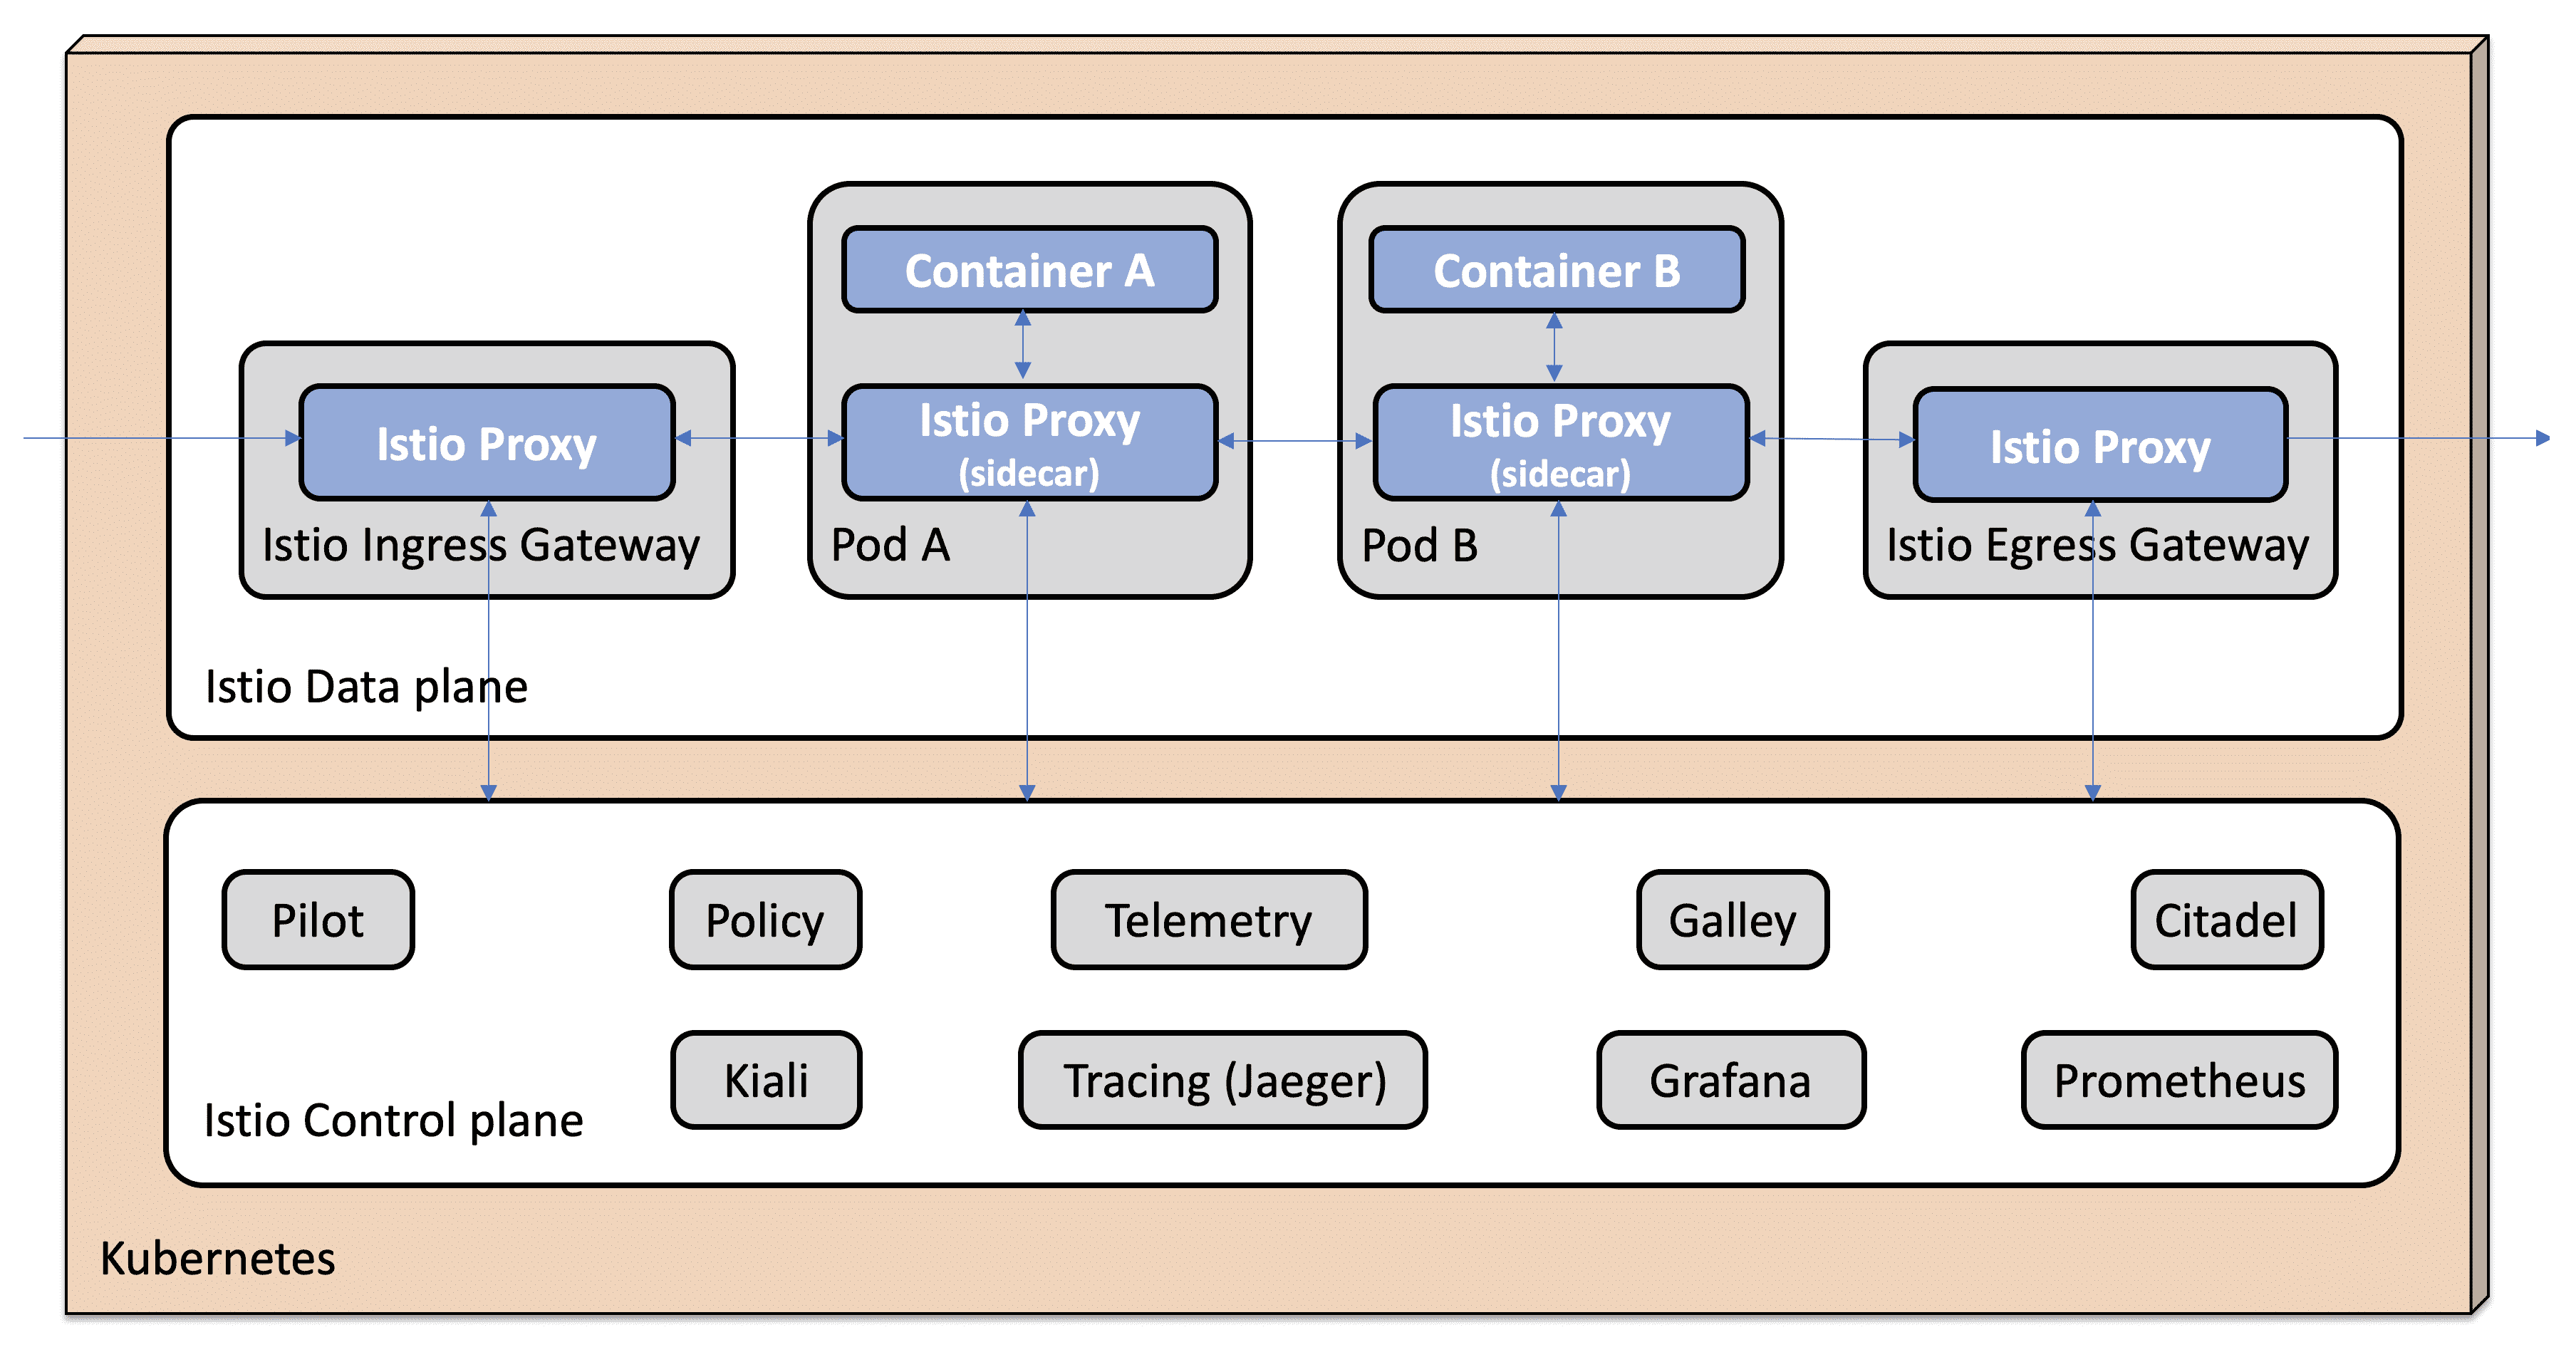 Container A
Container B
Istio Proxy
Istio Ingress Gateway
Istio Proxy
(sidecar)
Pod A
Istio Proxy
(sidecar)
Pod B
Istio Proxy
Istio Egress Gateway
Istio Data plane
Pilot
Policy
Telemetry
Galley
Citadel
Kiali
Tracing (Jaeger)
Grafana
Prometheus
Istio Control plane
Kubernetes